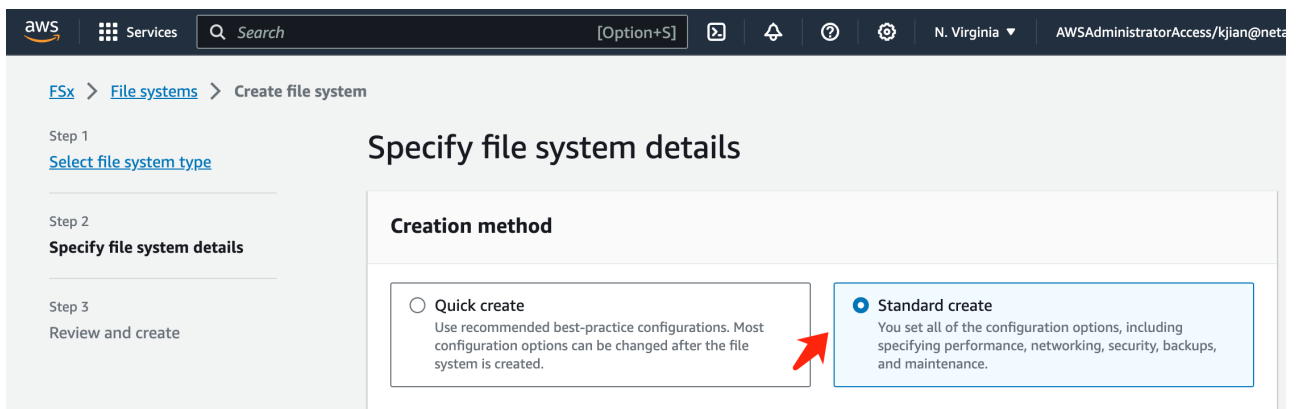 aws
Services
Search
[Option+S]
N. Virginia
AWSAdministratorAccess/kjian@neta
FSx > File systems > Create file system
Step 1
Select file system type
Step 2
Specify file system details
Step 3
Review and create
Specify file system details
Creation method
Quick create
Use recommended best-practice configurations. Most
configuration options can be changed after the file
system is created.
Standard create
You set all of the configuration options, including
specifying performance, networking, security, backups,
and maintenance.